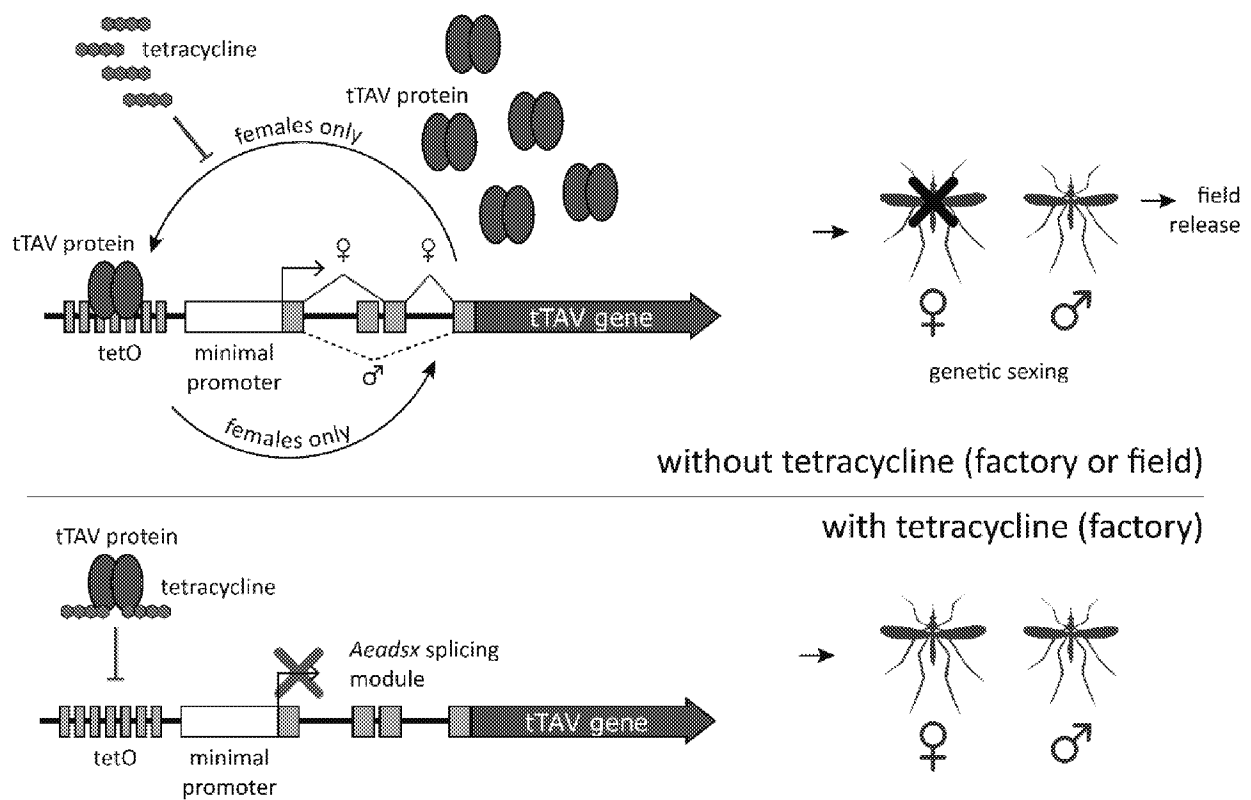 tetracycline
tTAV protein
females only
tTAV protein
♀
♀
tTAV gene
tetO
minimal
promoter
♂
females only
field
release
♀
♂
genetic sexing
without tetracycline (factory or field)
with tetracycline (factory)
tTAV protein
tetracycline
Aeadsx splicing
module
tTAV gene
tetO
minimal
promoter
♀
♂